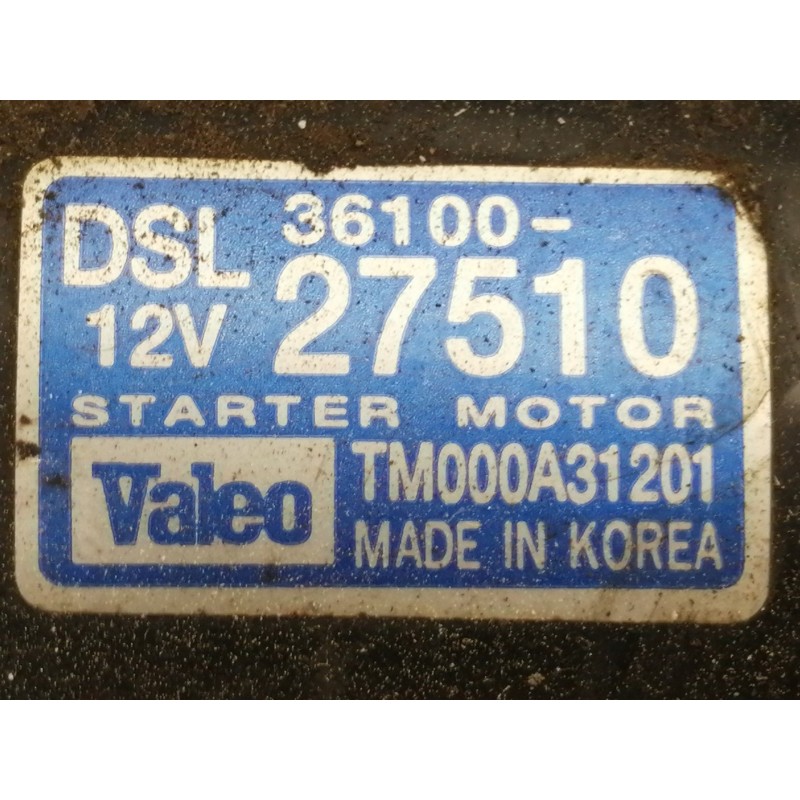 DSL 36100-
12V 27510
STARTER MOTOR
Valeo TM000A31201
MADE IN KOREA